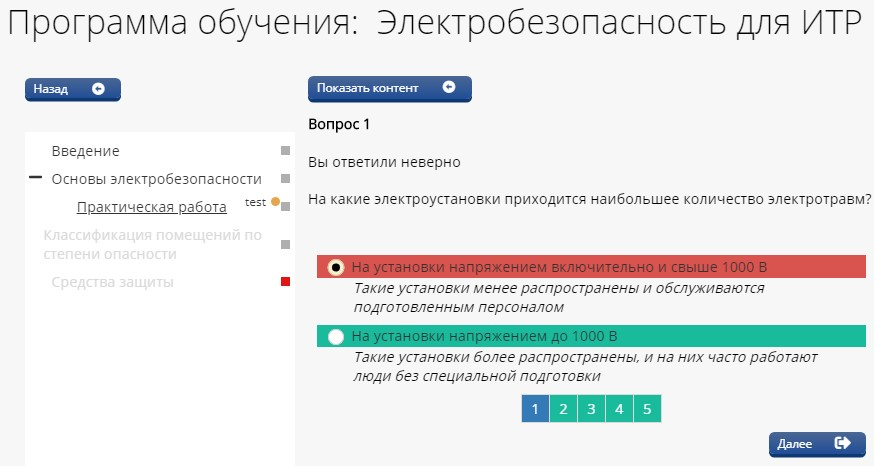 Программа обучения: Электробезопасность для ИТР
Назад
Показать контент
Вопрос 1
Введение
Вы ответили неверно
Основы электробезопасности
Практическая работа
test
На какие электроустановки приходится наибольшее количество электротравм?
Классификация помещений по
степени опасности
Средства защиты
На установки напряжением включительно и свыше 1000 В
Такие установки менее распространены и обслуживаются
подготовленным персоналом
На установки напряжением до 1000 В
Такие установки более распространены, и на них часто работают
люди без специальной подготовки
1 2 3 4 5
Далее